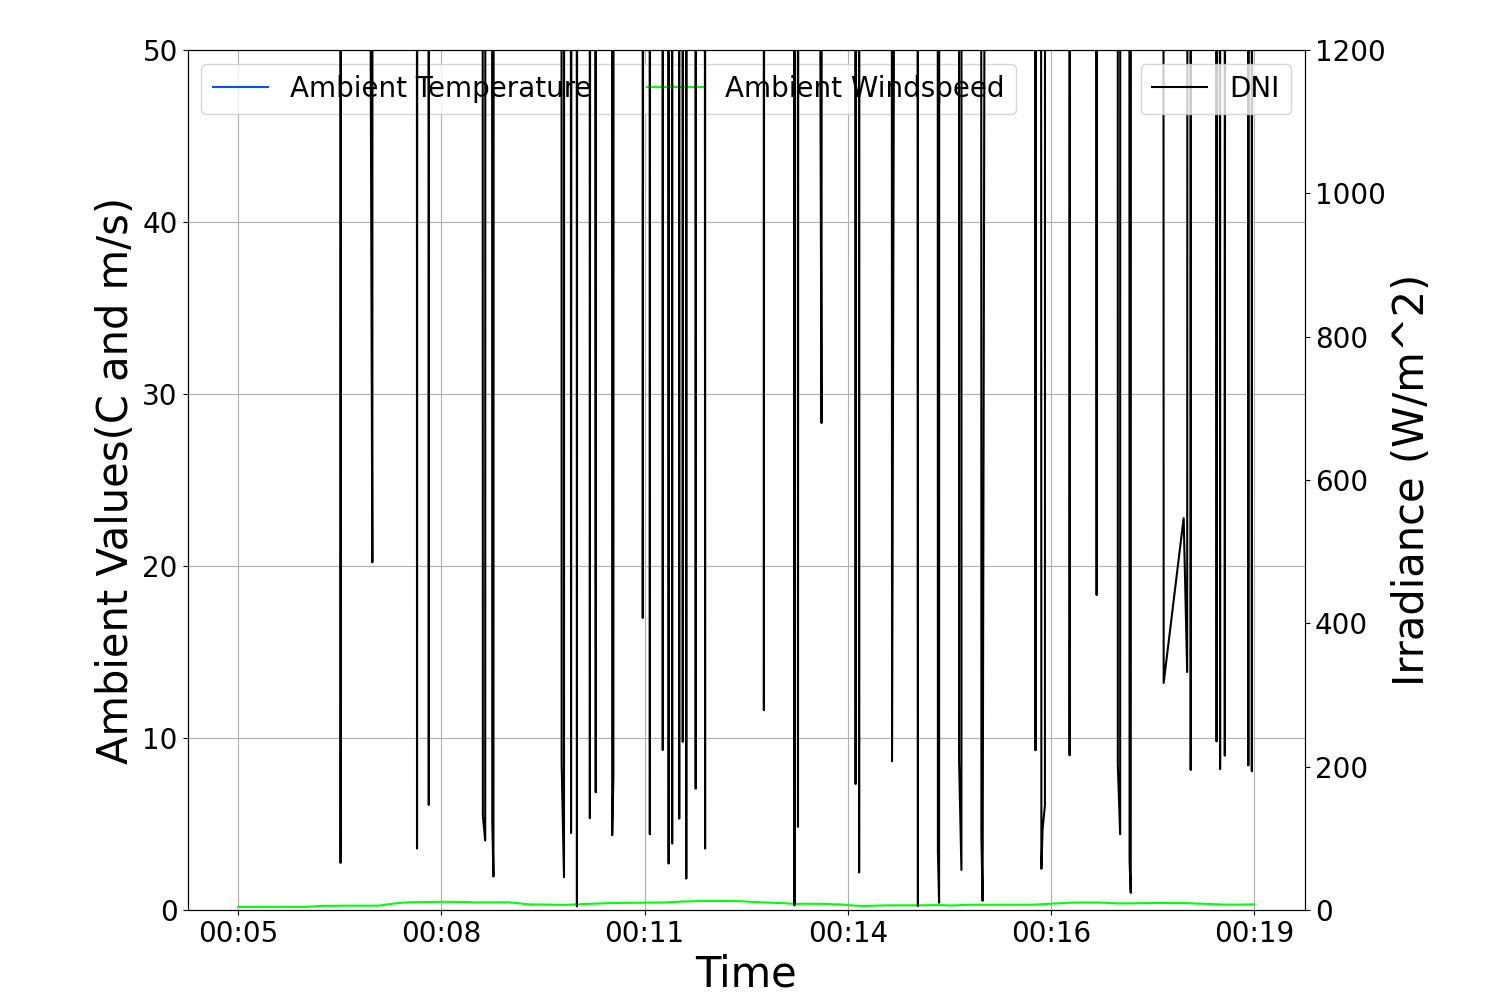 Ambient Temperature
Ambient Windspeed
DNI
50
40
30
20
10
0
Ambient Values(C and m/s)
1200
1000
800
600
400
200
0
Irradiance (W/m^2)
00:05 00:08 00:11 00:14 00:16 00:19
Time